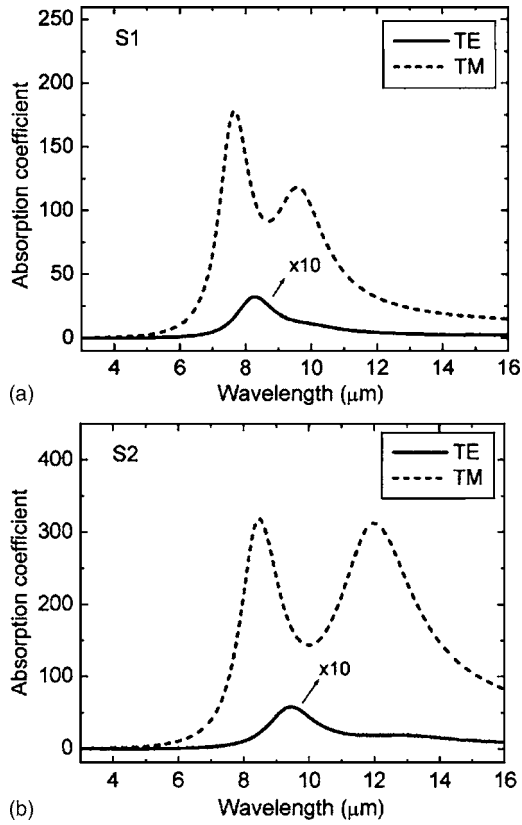 S1
TE
TM
Absorption coefficient
250
200
150
100
50
0
x10
4 6 8 10 12 14 16
(a)
Wavelength (μm)
S2
TE
TM
Absorption coefficient
400
300
200
100
0
x10
4 6 8 10 12 14 16
(b)
Wavelength (μm)